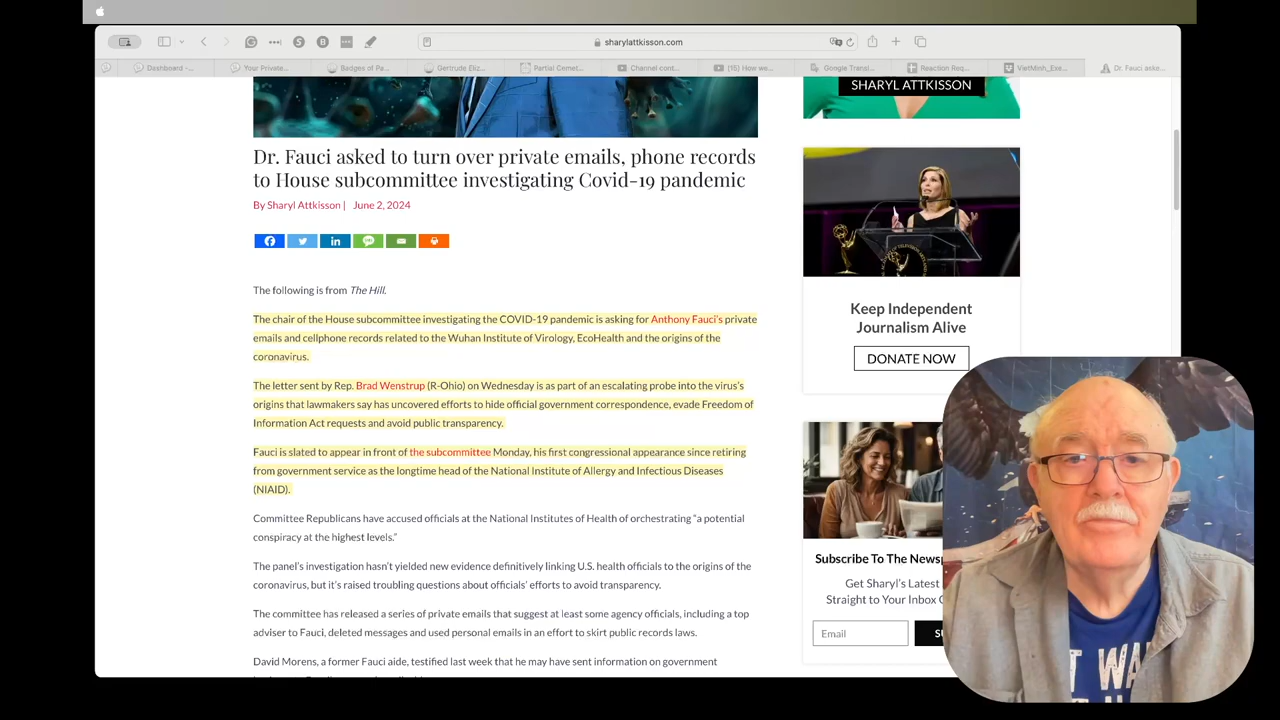 sharylattkisson.com
Dashboard -...
Your Private...
Badges of Pa...
Gertrude Eliz...
Partial Cemet...
Channel cont...
(15) How we...
Google Transl...
Reaction Req...
VietMinh_Exe...
Dr. Fauci aske...
SHARYL ATTKISSON
Dr. Fauci asked to turn over private emails, phone records
to House subcommittee investigating Covid-19 pandemic
By Sharyl Attkisson | June 2, 2024
The following is from The Hill.
The chair of the House subcommittee investigating the COVID-19 pandemic is asking for Anthony Fauci's private
emails and cellphone records related to the Wuhan Institute of Virology, EcoHealth and the origins of the
coronavirus.
The letter sent by Rep. Brad Wenstrup (R-Ohio) on Wednesday is as part of an escalating probe into the virus's
origins that lawmakers say has uncovered efforts to hide official government correspondence, evade Freedom of
Information Act requests and avoid public transparency.
Fauci is slated to appear in front of the subcommittee Monday, his first congressional appearance since retiring
from government service as the longtime head of the National Institute of Allergy and Infectious Diseases
(NIAID).
Committee Republicans have accused officials at the National Institutes of Health of orchestrating “a potential
conspiracy at the highest levels.”
The panel's investigation hasn't yielded new evidence definitively linking U.S. health officials to the origins of the
coronavirus, but it's raised troubling questions about officials' efforts to avoid transparency.
The committee has released a series of private emails that suggest at least some agency officials, including a top
adviser to Fauci, deleted messages and used personal emails in an effort to skirt public records laws.
David Morens, a former Fauci aide, testified last week that he may have sent information on government
Keep Independent
Journalism Alive
DONATE NOW
Subscribe To The Newsp
Get Sharyl's Latest
Straight to Your Inbox
Email
SU